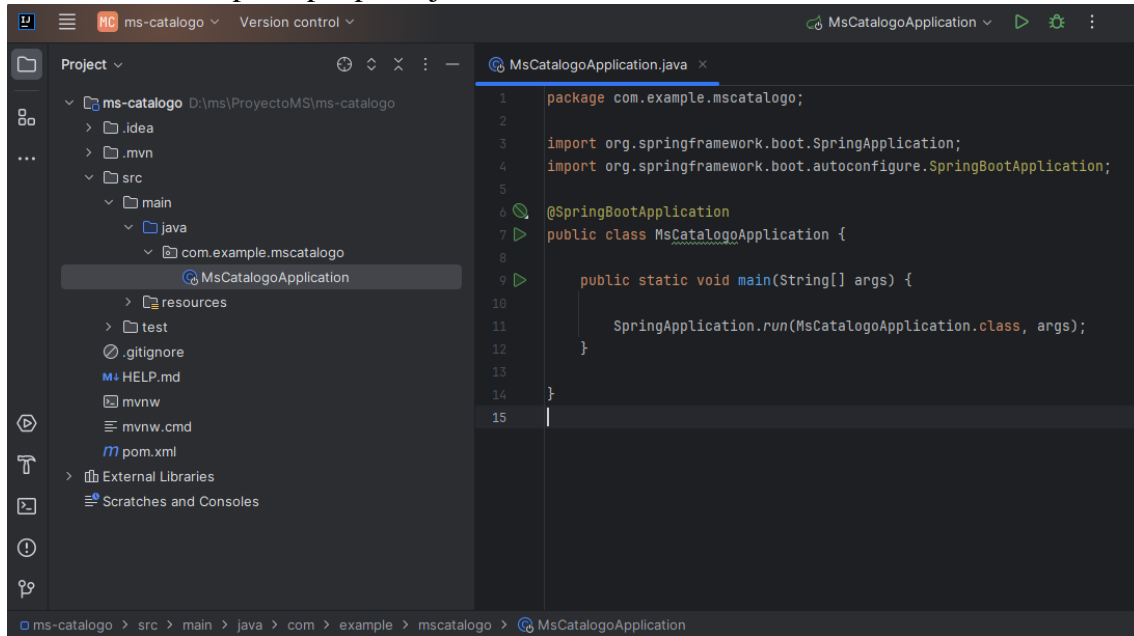 MC ms-catalogo Version control MsCatalogoApplication
Project
MsCatalogoApplication.java
ms-catalogo D:\ms\ProyectoMS\ms-catalogo
.idea
.mvn
src
main
java
com.example.mscatalogo
MsCatalogoApplication
resources
test
.gitignore
M↓ HELP.md
mvnw
mvnw.cmd
m pom.xml
External Libraries
Scratches and Consoles
1 package com.example.mscatalogo;
2
3 import org.springframework.boot.SpringApplication;
4 import org.springframework.boot.autoconfigure.SpringBootApplication;
5
6 @SpringBootApplication
7 public class MsCatalogoApplication {
8
9 public static void main(String[] args) {
10
11 SpringApplication.run(MsCatalogoApplication.class, args);
12 }
13
14 }
15
ms-catalogo > src > main > java > com > example > mscatalogo > MsCatalogoApplication